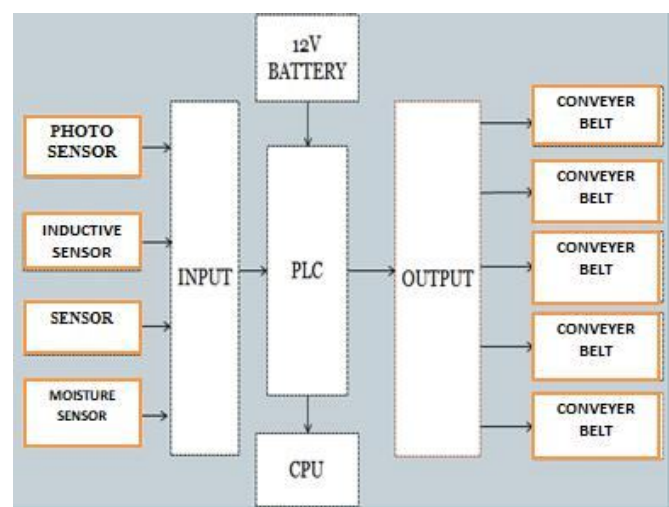 12V
BATTERY
PHOTO
SENSOR
INDUCTIVE
SENSOR
SENSOR
MOISTURE
SENSOR
INPUT
PLC
CPU
OUTPUT
CONVEYER
BELT
CONVEYER
BELT
CONVEYER
BELT
CONVEYER
BELT
CONVEYER
BELT